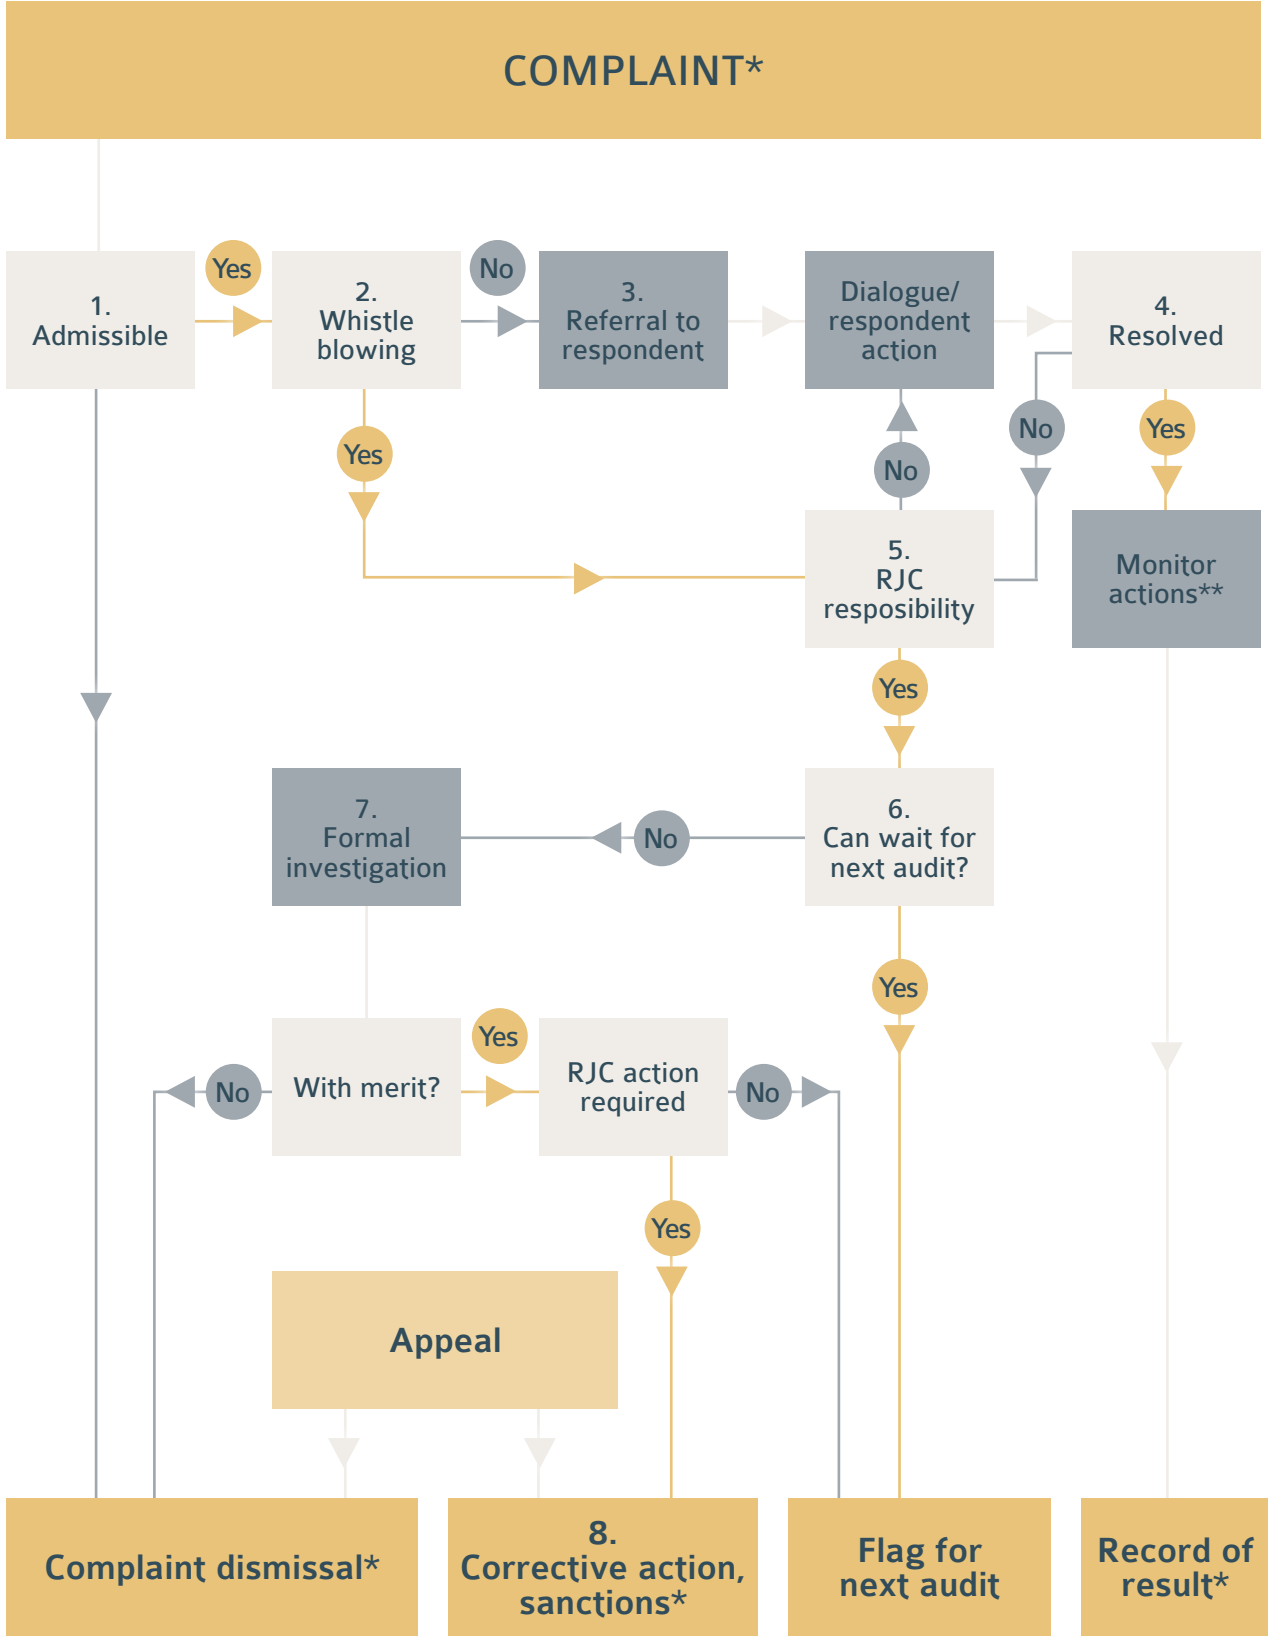 COMPLAINT*
1.
Admissible
Yes
2.
Whistle
blowing
No
3.
Referral to
respondent
Dialogue/
respondent
action
4.
Resolved
Yes
No
No
Yes
5.
RJC
resposibility
Monitor
actions**
Yes
7.
Formal
investigation
No
6.
Can wait for
next audit?
Yes
No
With merit?
Yes
RJC action
required
No
Yes
Appeal
Complaint dismissal*
8.
Corrective action,
sanctions*
Flag for
next audit
Record of
result*